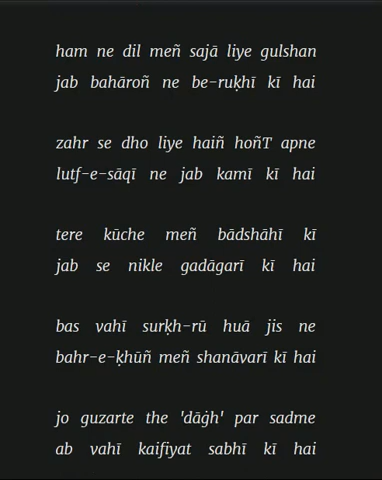 ham ne dil meñ sajā liye gulshan
jab bahāroñ ne be-ruḳhī kī hai
zahr se dho liye haiñ hoñT apne
lutf-e-sāqī ne jab kamī kī hai
tere kūche meñ bādshāhī kī
jab se nikle gadāgarī kī hai
bas vahī surḳh-rū huā jis ne
bahr-e-ḳhūñ meñ shanāvarī kī hai
jo guzarte the 'dāġh' par sadme
ab vahī kaifiyat sabhī kī hai